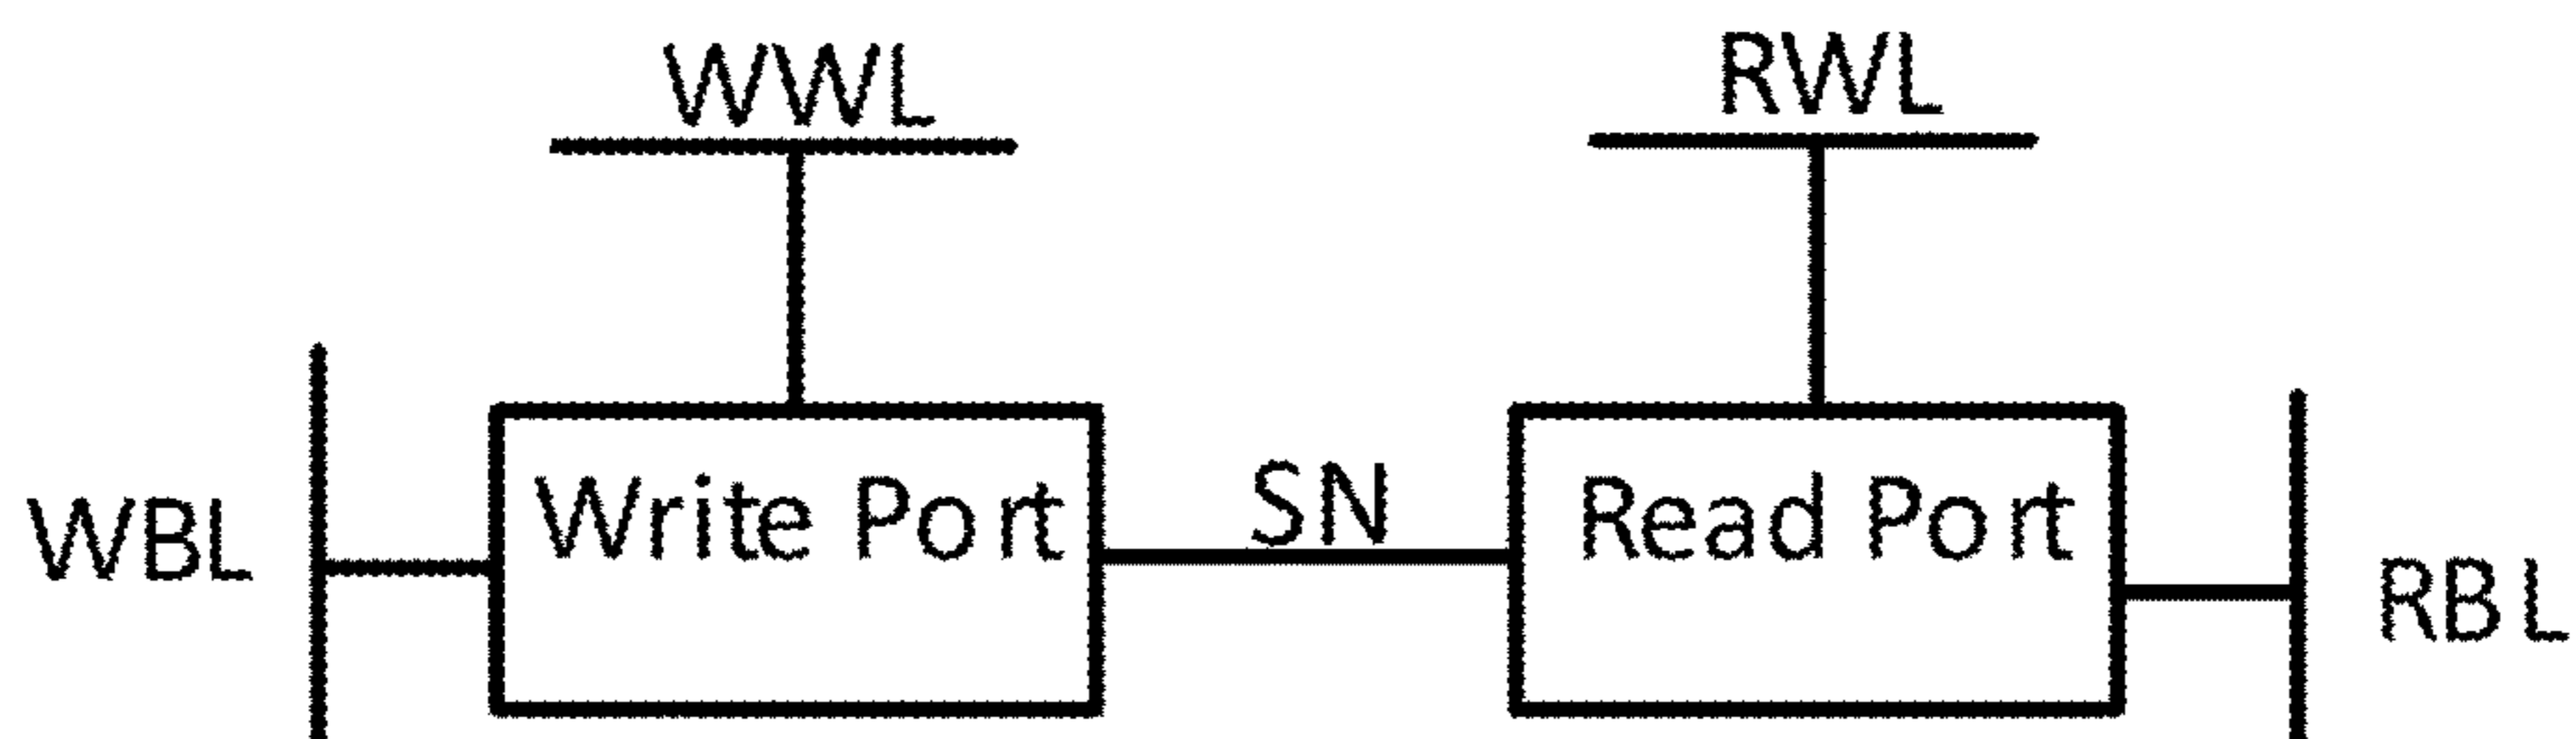 WWL
RWL
WBL
Write Port
SN
Read Port
RBL